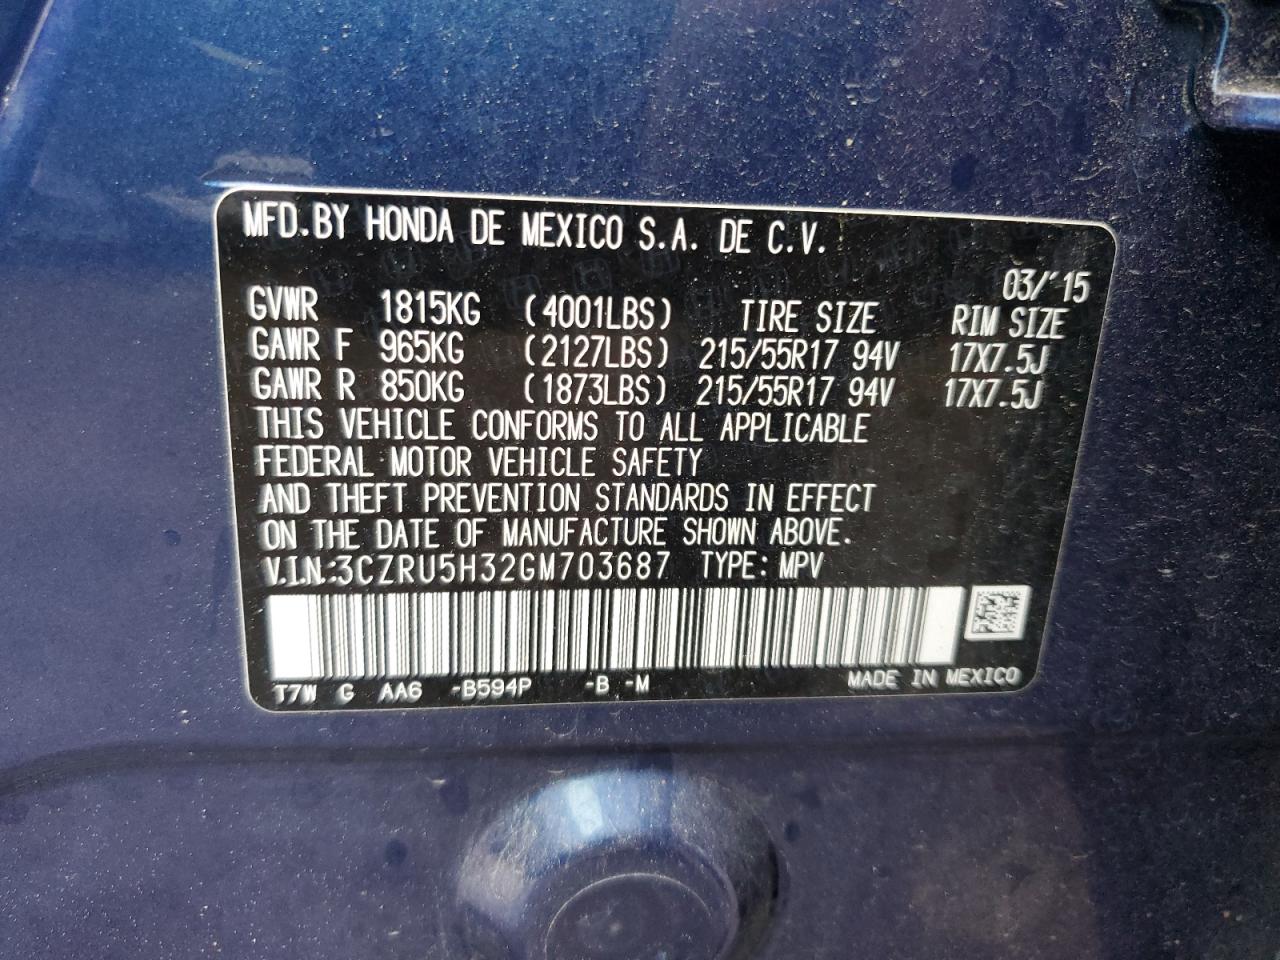 MFD. BY HONDA DE MEXICO S.A. DE C.V.
03/'15
GVWR 1815KG (4001LBS) TIRE SIZE RIM SIZE
GAWR F 965KG (2127LBS) 215/55R17 94V 17X7.5J
GAWR R 850KG (1873LBS) 215/55R17 94V 17X7.5J
THIS VEHICLE CONFORMS TO ALL APPLICABLE
FEDERAL MOTOR VEHICLE SAFETY
AND THEFT PREVENTION STANDARDS IN EFFECT
ON THE DATE OF MANUFACTURE SHOWN ABOVE.
V.I.N.:3CZRU5H32GM703687 TYPE: MPV
T7W G AA6 -B594P -B -M MADE IN MEXICO